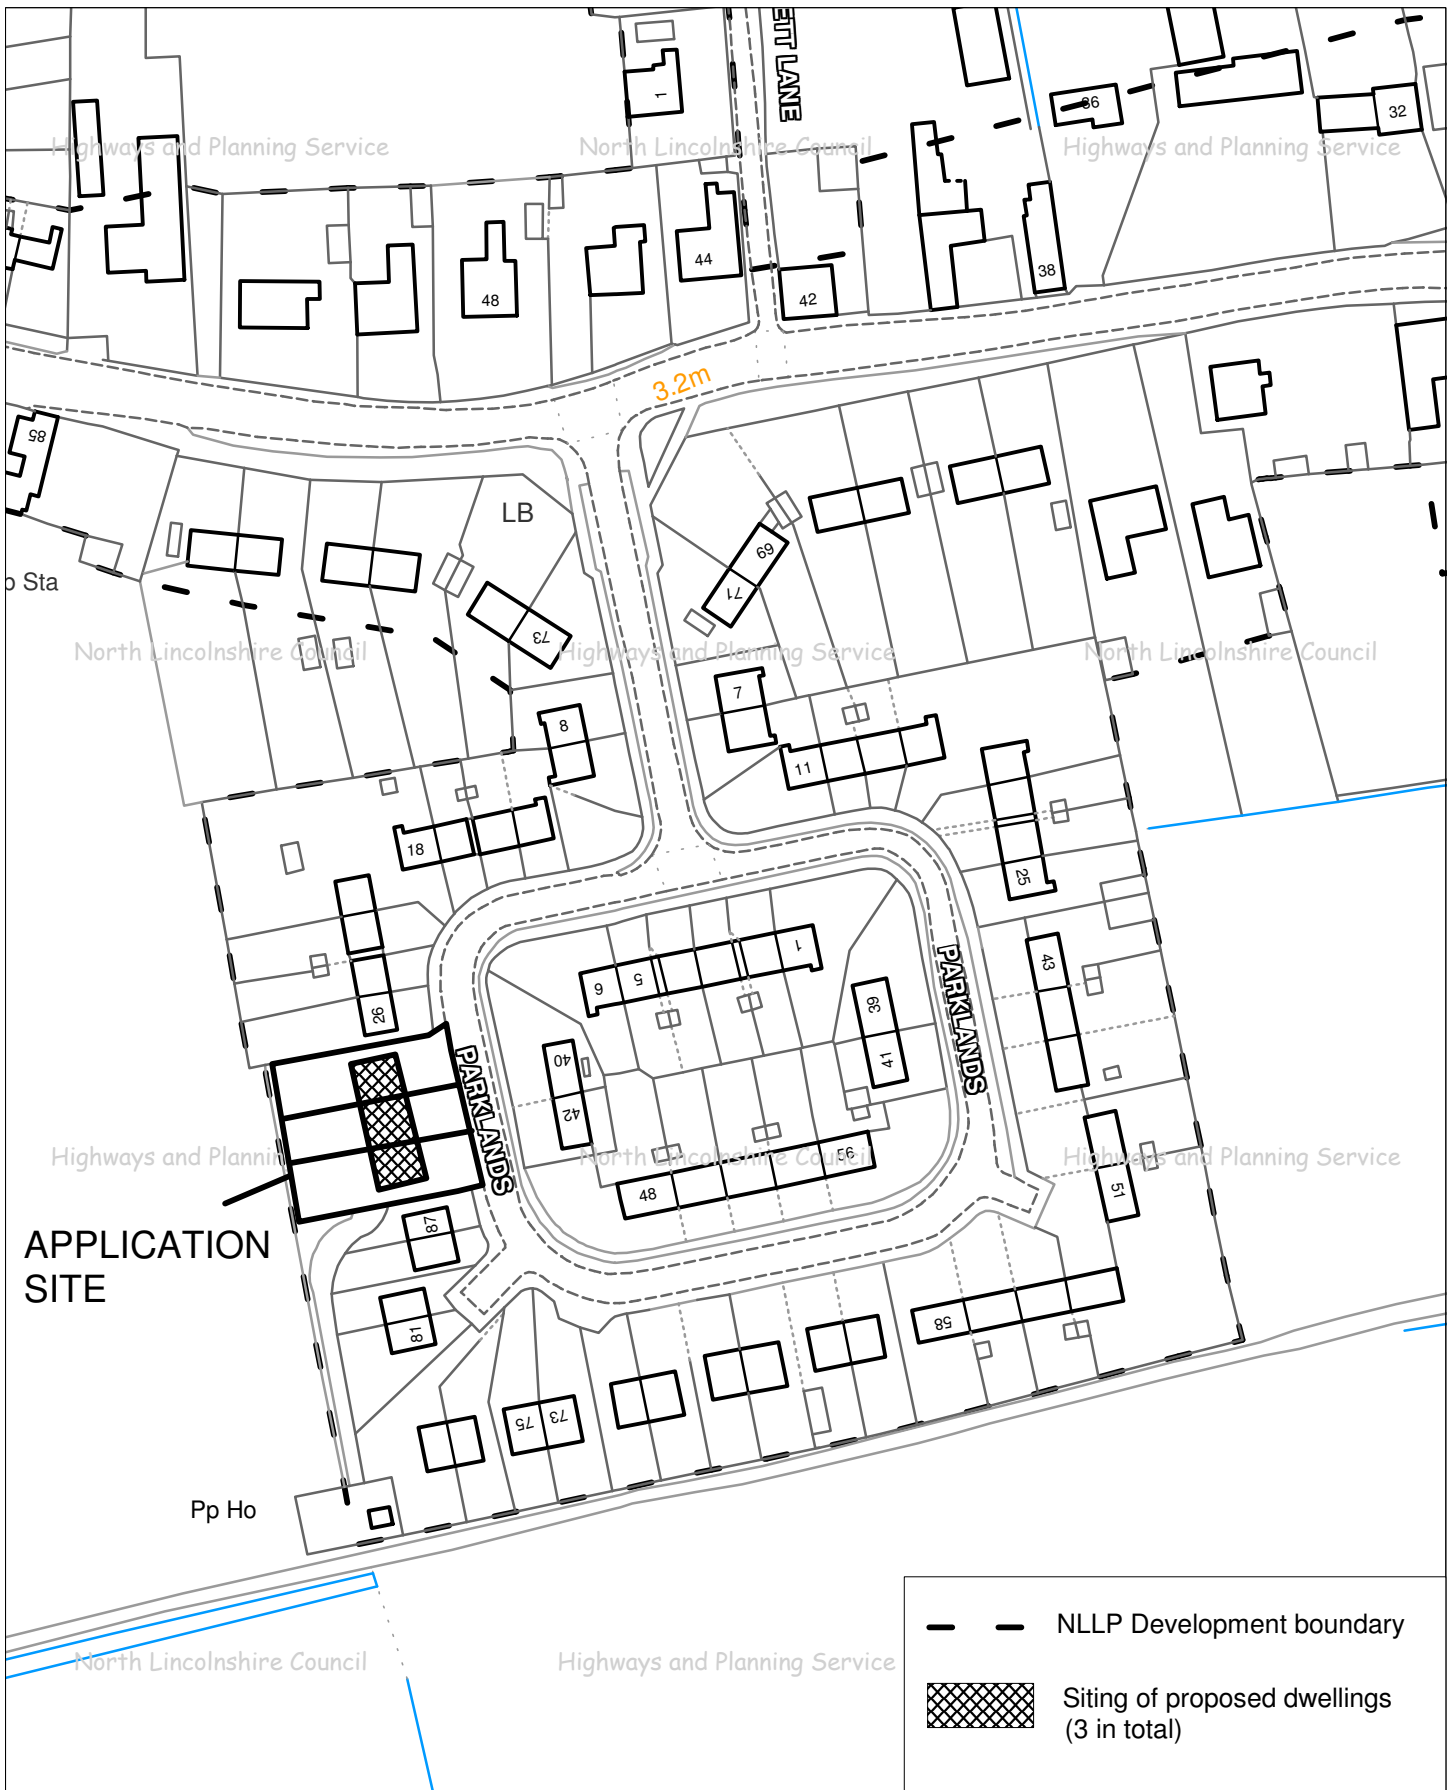 ETT LANE
1
36
32
Highways and Planning Service
North Lincolnshire Council
Highways and Planning Service
44
38
48
42
3.2m
85
LB
69
71
Sta
73
North Lincolnshire Council
Highways and Planning Service
North Lincolnshire Council
7
8
11
18
25
1
5
6
43
PARKLANDS
39
26
40
41
42
PARKLANDS
Highways and Plannin
North Lincolnshire Council
Highways and Planning Service
56
48
51
87
APPLICATION
SITE
81
58
75
73
Pp Ho
NLLP Development boundary
North Lincolnshire Council
Highways and Planning Service
Siting of proposed dwellings
(3 in total)